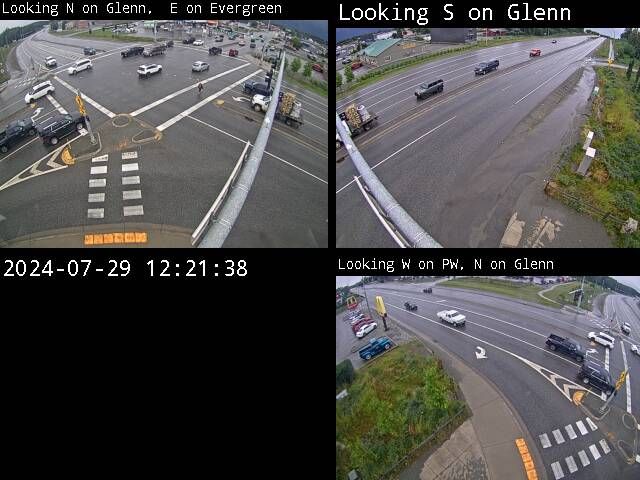 Looking N on Glenn,  E on Evergreen
Looking S on Glenn
2024-07-29 12:21:38
Looking W on PW, N on Glenn